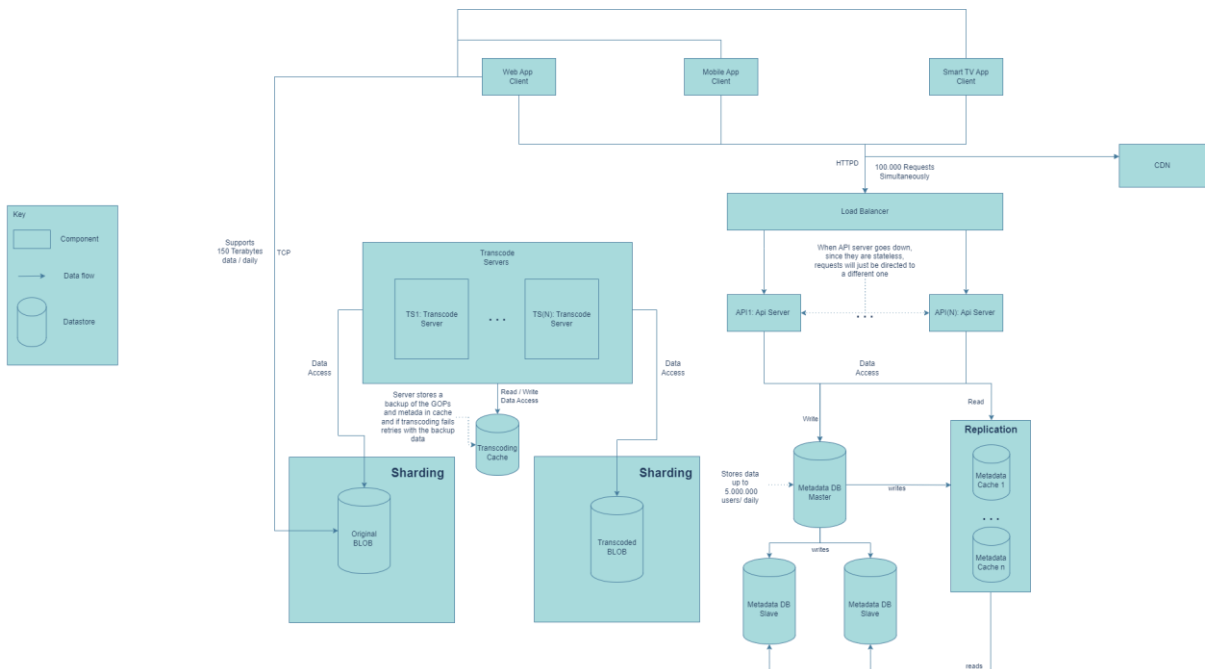 Web App
Client
Mobile App
Client
Smart TV App
Client
HTTPD
100.000 Requests
Simultaneously
CDN
Load Balancer
Key
Component
Data flow
Datastore
Supports
150 Terabytes
data / daily
TCP
Transcode
Servers
TS1: Transcode
Server
...
TS(N): Transcode
Server
When API server goes down,
since they are stateless,
requests will just be directed to
a different one
API1: Api Server
...
API(N): Api Server
Data
Access
Data
Access
Data
Access
Server stores a
backup of the GOPs
and metada in cache
and if transcoding fails
retries with the backup
data
Read / Write
Data Access
Transcoding
Cache
Write
Read
Replication
Metadata
Cache 1
...
Metadata
Cache n
Sharding
Original
BLOB
Sharding
Transcoded
BLOB
Stores data
up to
5.000.000
users/ daily
Metadata DB
Master
writes
writes
Metadata DB
Slave
Metadata DB
Slave
reads